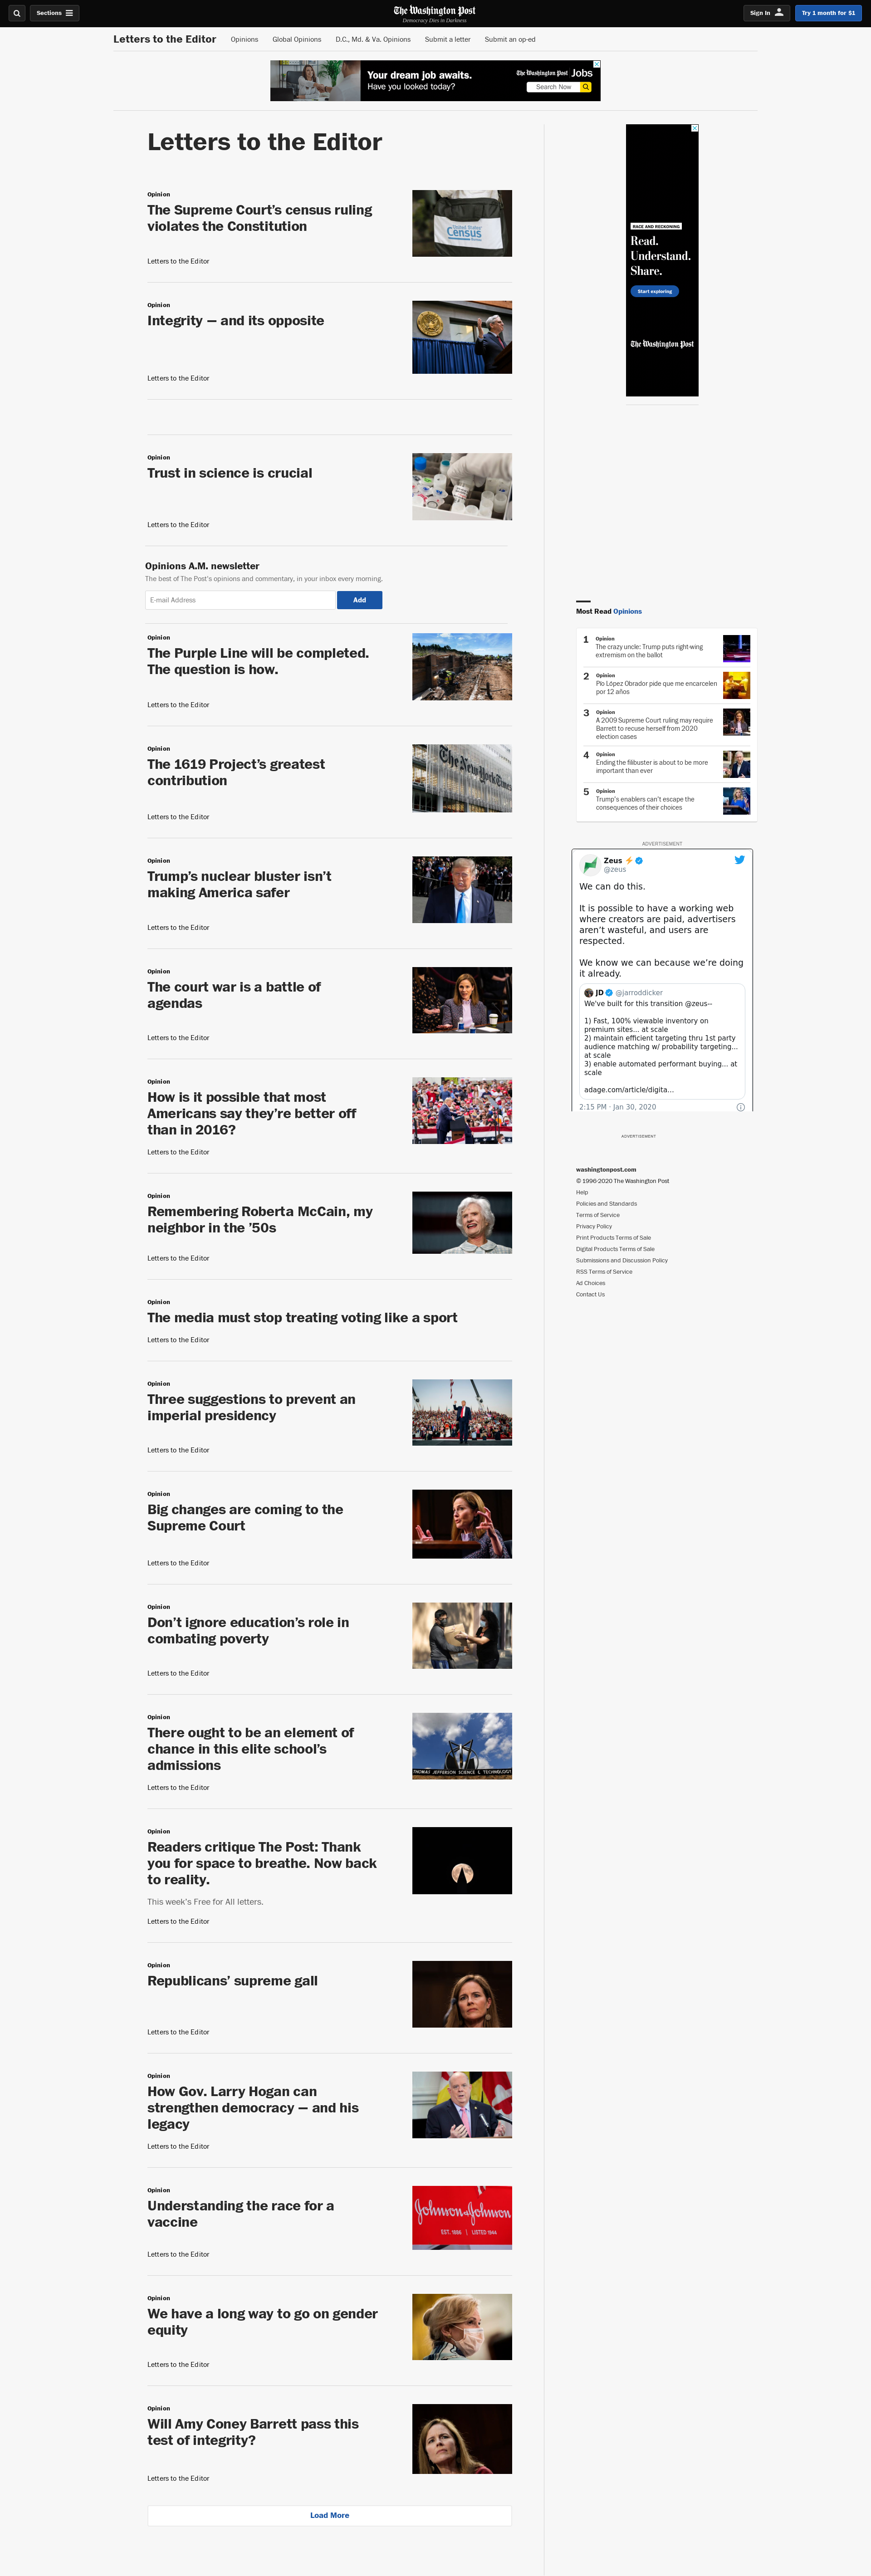 Sections
The Washington Post
Democracy Dies in Darkness
Sign In
Try 1 month for $1
Letters to the Editor
Opinions
Global Opinions
D.C., Md. & Va. Opinions
Submit a letter
Submit an op-ed
Your dream job awaits.
Have you looked today?
The Washington Post Jobs
Search Now
Letters to the Editor
Opinion
The Supreme Court’s census ruling
violates the Constitution
Letters to the Editor
United States
Census
Opinion
Integrity — and its opposite
Letters to the Editor
Opinion
Trust in science is crucial
Letters to the Editor
Opinions A.M. newsletter
The best of The Post's opinions and commentary, in your inbox every morning.
E-mail Address
Add
Opinion
The Purple Line will be completed.
The question is how.
Letters to the Editor
Opinion
The 1619 Project’s greatest
contribution
Letters to the Editor
The New York Times
Opinion
Trump’s nuclear bluster isn’t
making America safer
Letters to the Editor
Opinion
The court war is a battle of
agendas
Letters to the Editor
Opinion
How is it possible that most
Americans say they’re better off
than in 2016?
Letters to the Editor
Opinion
Remembering Roberta McCain, my
neighbor in the ’50s
Letters to the Editor
Opinion
The media must stop treating voting like a sport
Letters to the Editor
Opinion
Three suggestions to prevent an
imperial presidency
Letters to the Editor
Opinion
Big changes are coming to the
Supreme Court
Letters to the Editor
Opinion
Don’t ignore education’s role in
combating poverty
Letters to the Editor
Opinion
There ought to be an element of
chance in this elite school’s
admissions
Letters to the Editor
THOMAS JEFFERSON SCIENCE & TECHNOLOGY
Opinion
Readers critique The Post: Thank
you for space to breathe. Now back
to reality.
This week's Free for All letters.
Letters to the Editor
Opinion
Republicans’ supreme gall
Letters to the Editor
Opinion
How Gov. Larry Hogan can
strengthen democracy — and his
legacy
Letters to the Editor
Opinion
Understanding the race for a
vaccine
Letters to the Editor
Johnson & Johnson
EST. 1886 | LISTED 1944
Opinion
We have a long way to go on gender
equity
Letters to the Editor
Opinion
Will Amy Coney Barrett pass this
test of integrity?
Letters to the Editor
Load More
RACE AND RECKONING
Read.
Understand.
Share.
Start exploring
The Washington Post
Most Read Opinions
1
Opinion
The crazy uncle: Trump puts right-wing
extremism on the ballot
2
Opinion
Pío López Obrador pide que me encarcelen
por 12 años
3
Opinion
A 2009 Supreme Court ruling may require
Barrett to recuse herself from 2020
election cases
4
Opinion
Ending the filibuster is about to be more
important than ever
5
Opinion
Trump’s enablers can’t escape the
consequences of their choices
ADVERTISEMENT
Zeus ⚡
@zeus
We can do this.
It is possible to have a working web
where creators are paid, advertisers
aren’t wasteful, and users are
respected.
We know we can because we’re doing
it already.
JD @jarroddicker
We've built for this transition @zeus--
1) Fast, 100% viewable inventory on
premium sites... at scale
2) maintain efficient targeting thru 1st party
audience matching w/ probability targeting...
at scale
3) enable automated performant buying... at
scale
adage.com/article/digita...
2:15 PM · Jan 30, 2020
ADVERTISEMENT
washingtonpost.com
© 1996-2020 The Washington Post
Help
Policies and Standards
Terms of Service
Privacy Policy
Print Products Terms of Sale
Digital Products Terms of Sale
Submissions and Discussion Policy
RSS Terms of Service
Ad Choices
Contact Us